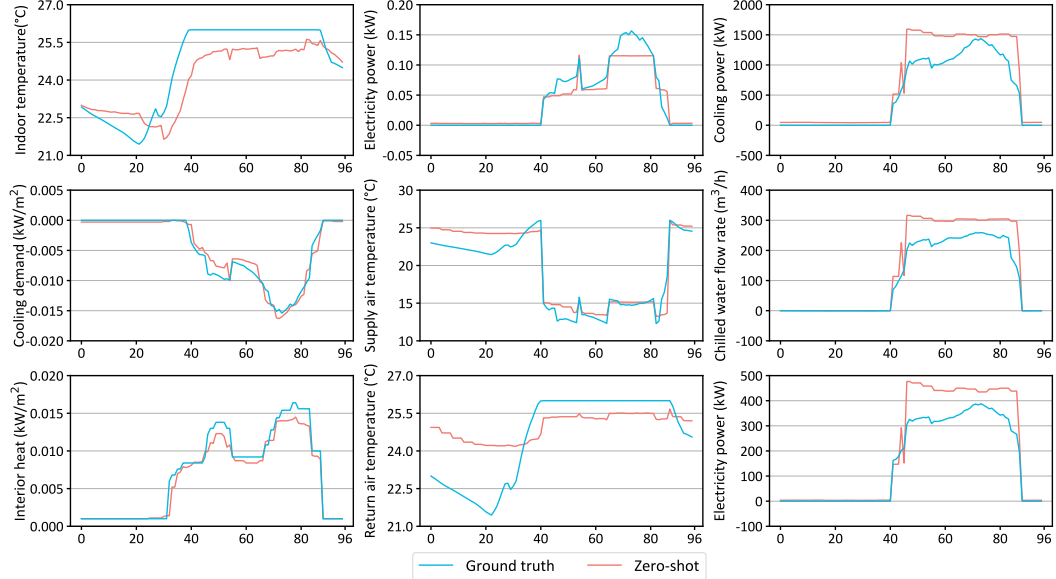 Indoor temperature(°C)
27.0
25.5
24.0
22.5
21.0
0 20 40 60 80 96
Electricity power (kW)
0.20
0.15
0.10
0.05
0.00
-0.05
0 20 40 60 80 96
Cooling power (kW)
2000
1500
1000
500
0
-500
0 20 40 60 80 96
Cooling demand (kW/m²)
0.005
0.000
-0.005
-0.010
-0.015
-0.020
0 20 40 60 80 96
Supply air temperature (°C)
30
25
20
15
10
0 20 40 60 80 96
Chilled water flow rate (m³/h)
400
300
200
100
0
-100
0 20 40 60 80 96
Interior heat (kW/m²)
0.020
0.015
0.010
0.005
0.000
0 20 40 60 80 96
Return air temperature (°C)
27.0
25.5
24.0
22.5
21.0
0 20 40 60 80 96
Electricity power (kW)
500
400
300
200
100
0
-100
0 20 40 60 80 96
Ground truth Zero-shot